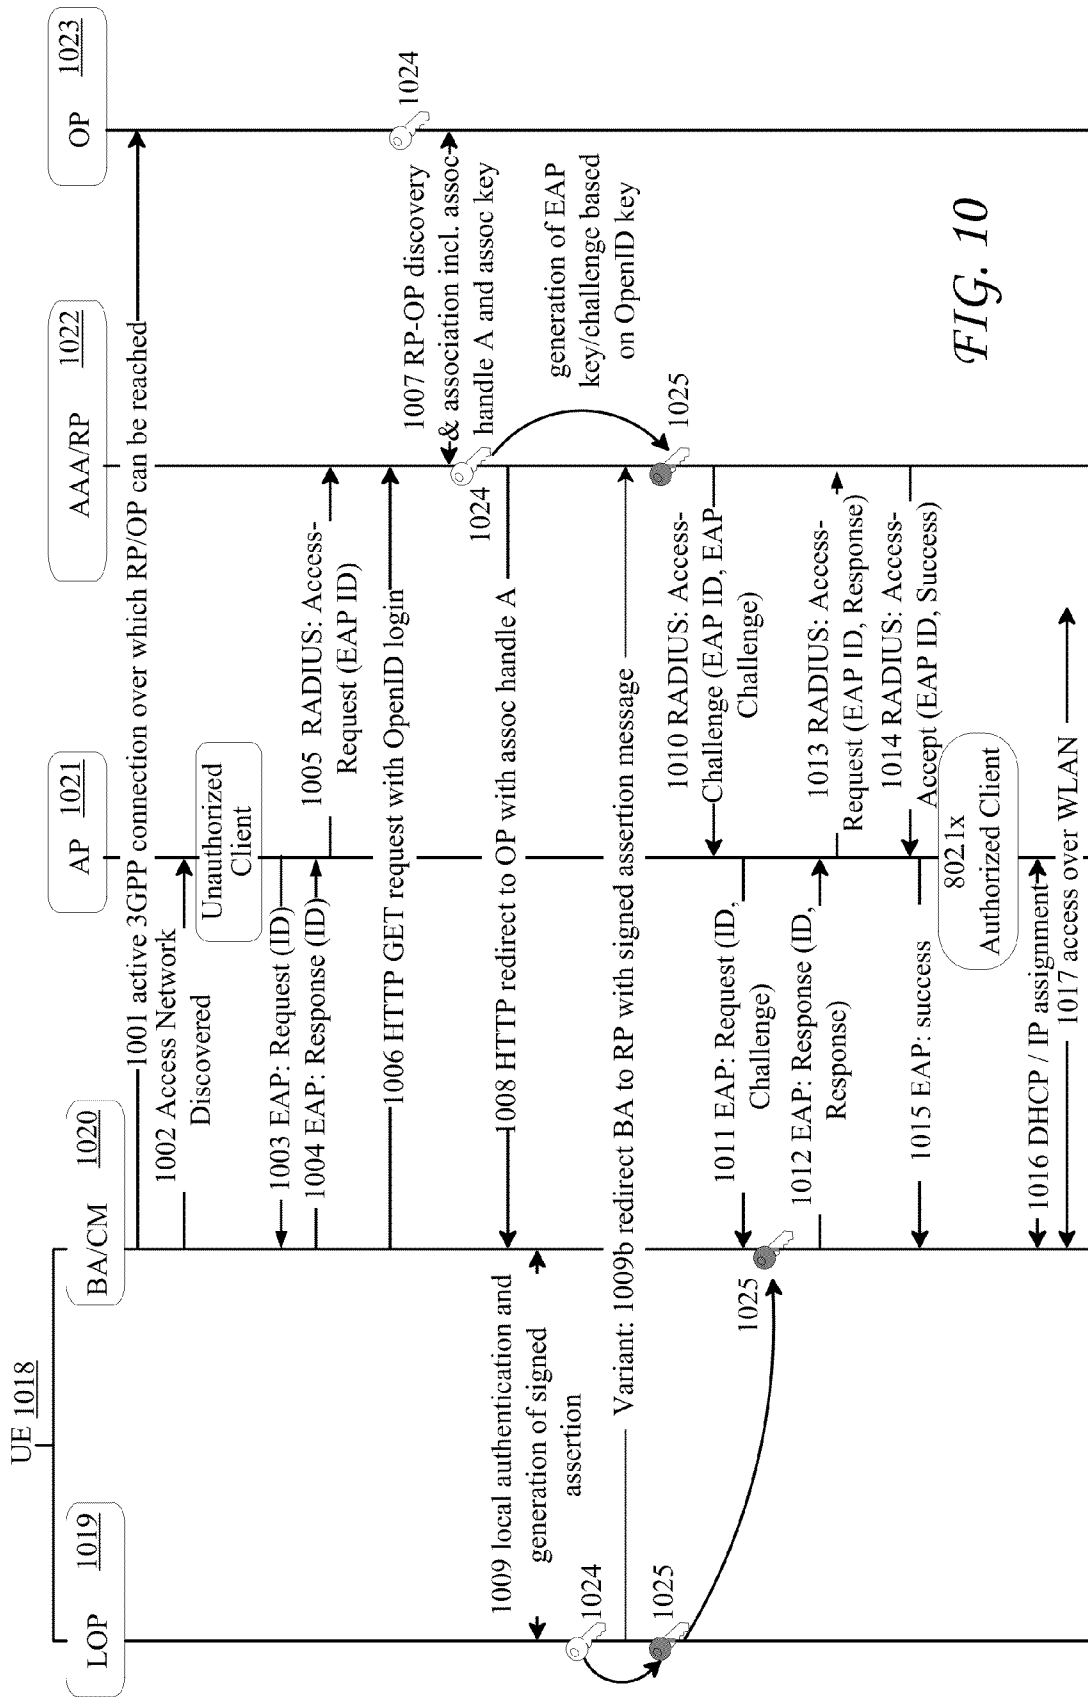 UE 1018
LOP 1019
BA/CM 1020
AP 1021
AAA/RP 1022
OP 1023
1001 active 3GPP connection over which RP/OP can be reached
1002 Access Network
Discovered
Unauthorized
Client
1003 EAP: Request (ID)
1004 EAP: Response (ID)
1005 RADIUS: Access-
Request (EAP ID)
1006 HTTP GET request with OpenID login
1024
1007 RP-OP discovery
& association incl. assoc-
handle A and assoc key
1024
1008 HTTP redirect to OP with assoc handle A
1009 local authentication and
generation of signed
assertion
generation of EAP
key/challenge based
on OpenID key
1024
Variant: 1009b redirect BA to RP with signed assertion message
1025
1025
1010 RADIUS: Access-
Challenge (EAP ID, EAP
Challenge)
1011 EAP: Request (ID,
Challenge)
1025
1012 EAP: Response (ID,
Response)
1013 RADIUS: Access-
Request (EAP ID, Response)
1014 RADIUS: Access-
Accept (EAP ID, Success)
1015 EAP: success
802.1x
Authorized Client
1016 DHCP / IP assignment
1017 access over WLAN
FIG. 10